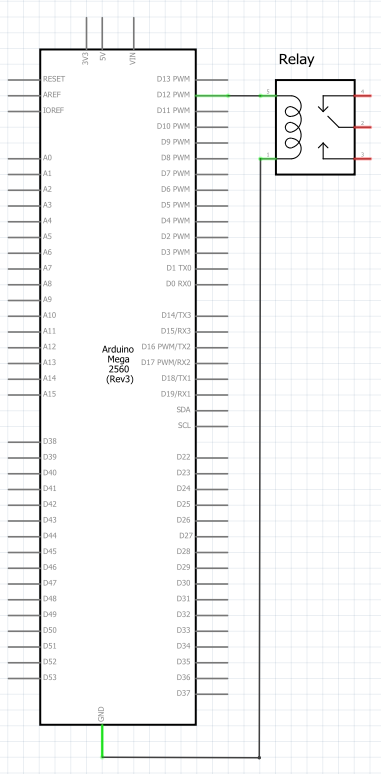 3V3
5V
VIN
Relay
RESET
D13 PWM
AREF
D12 PWM
IOREF
D11 PWM
D10 PWM
D9 PWM
A0
D8 PWM
A1
D7 PWM
A2
D6 PWM
A3
D5 PWM
A4
D4 PWM
A5
D2 PWM
A6
D3 PWM
A7
D1 TX0
A8
D0 RX0
A9
A10
D14/TX3
A11
D15/RX3
A12
D16 PWM/TX2
A13
D17 PWM/RX2
A14
D18/TX1
A15
D19/RX1
Arduino
Mega
2560
(Rev3)
SDA
SCL
D38
D39
D22
D40
D23
D41
D24
D42
D25
D43
D26
D44
D27
D45
D28
D46
D29
D47
D30
D48
D31
D49
D32
D50
D33
D51
D34
D52
D35
D53
D36
D37
GND